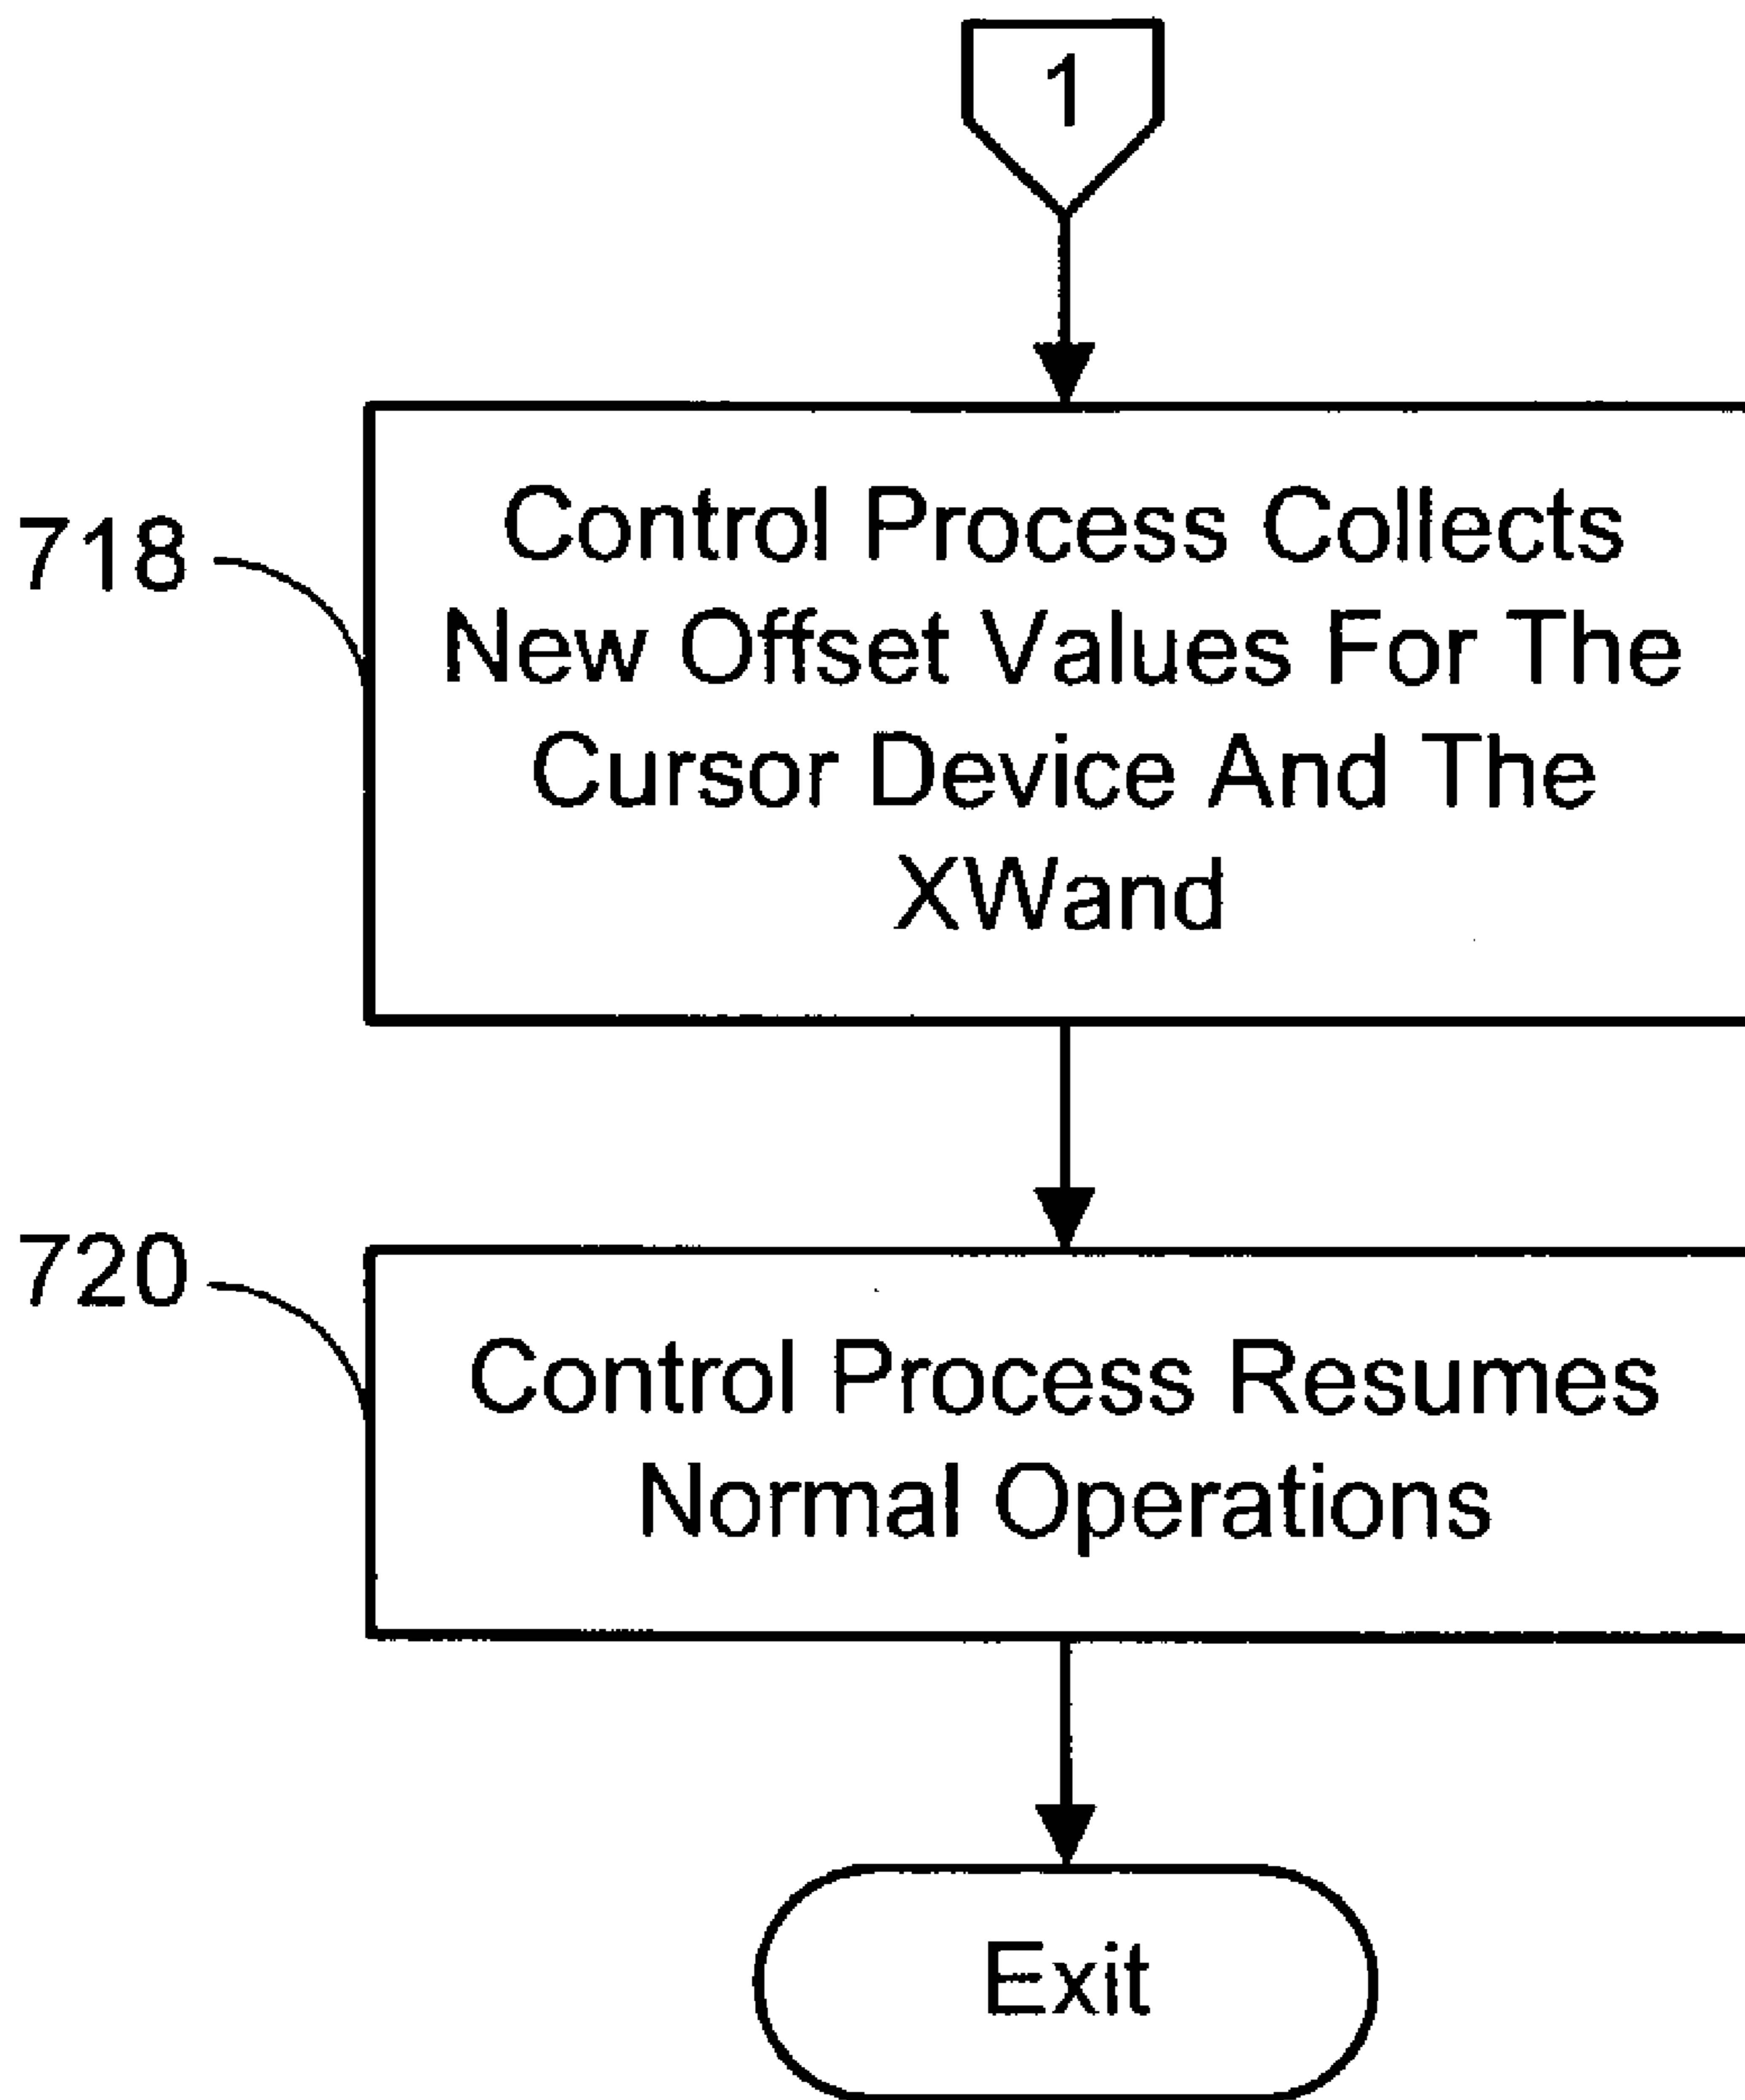 1
718
Control Process Collects
New Offset Values For The
Cursor Device And The
XWand
720
Control Process Resumes
Normal Operations
Exit